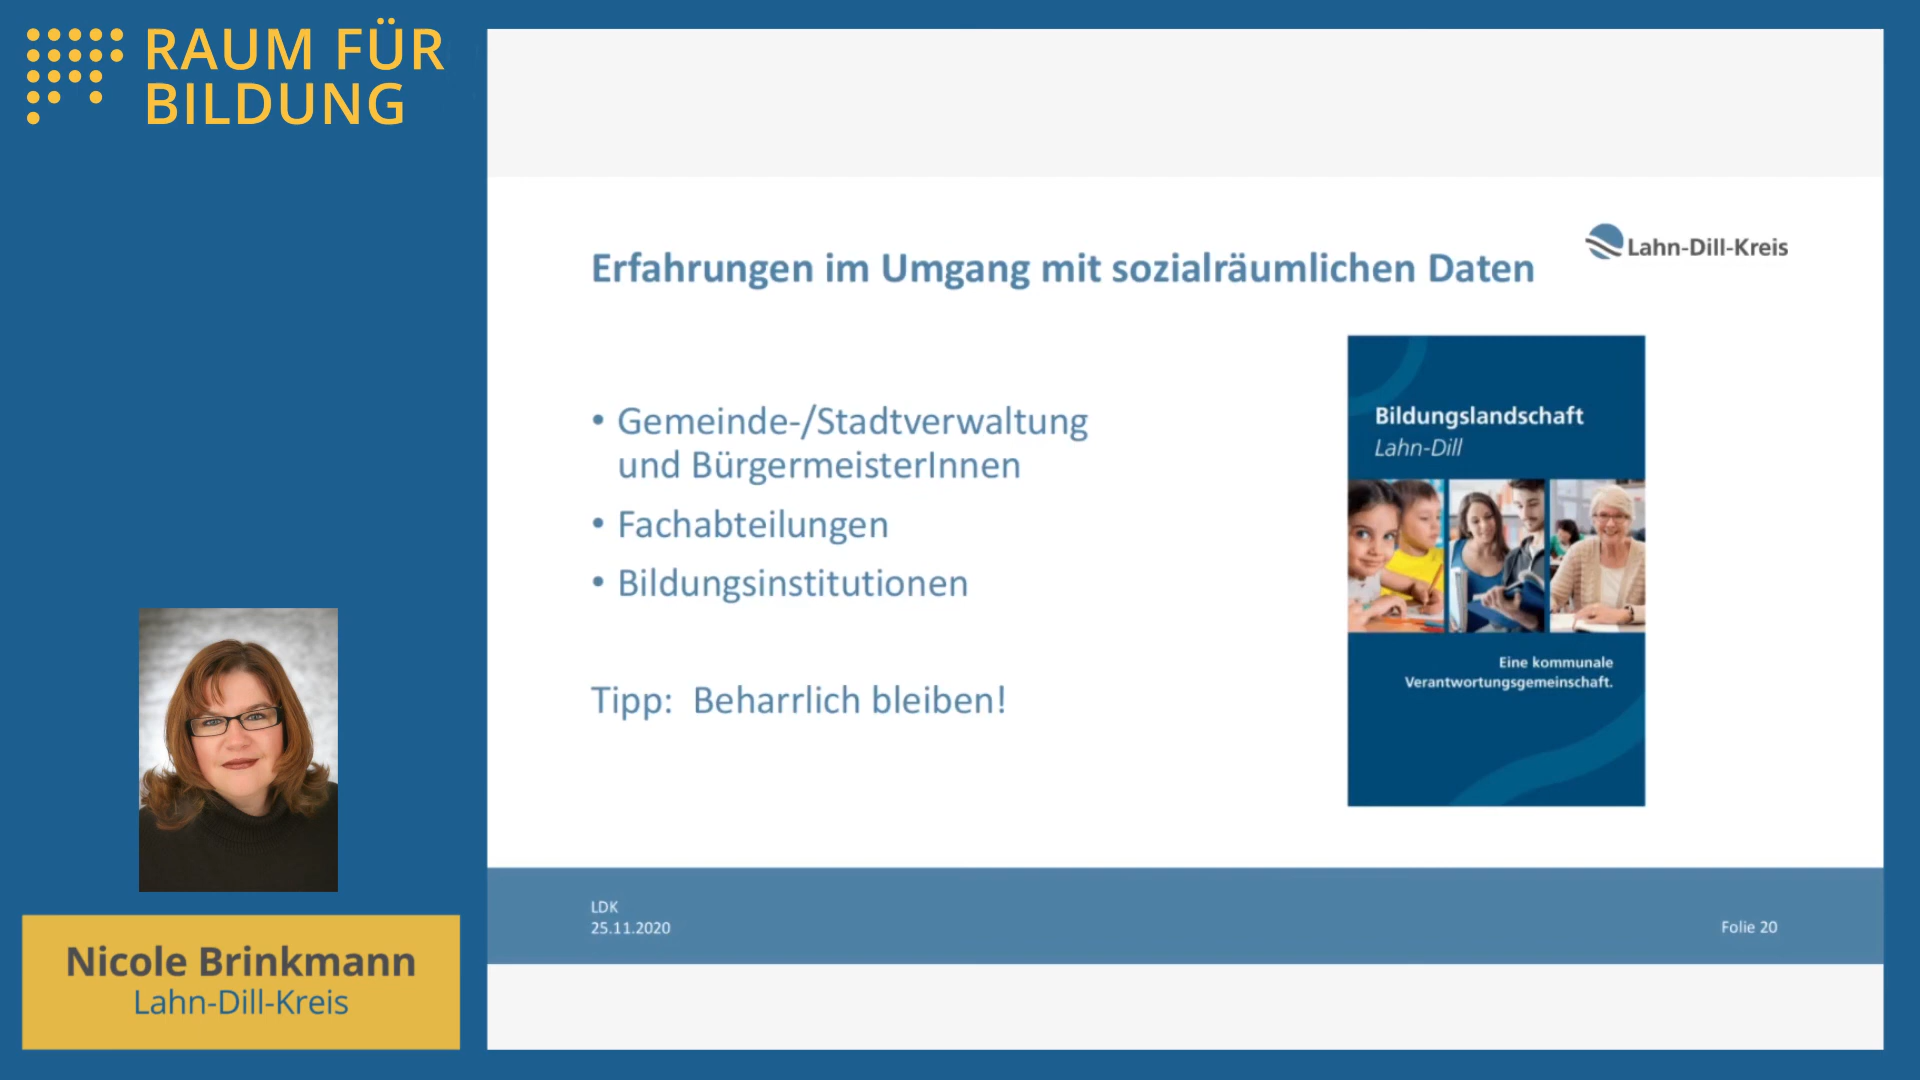 RAUM FÜR
BILDUNG
Erfahrungen im Umgang mit sozialräumlichen Daten
Lahn-Dill-Kreis
• Gemeinde-/Stadtverwaltung
und BürgermeisterInnen
• Fachabteilungen
• Bildungsinstitutionen
Tipp:  Beharrlich bleiben!
Bildungslandschaft
Lahn-Dill
Eine kommunale
Verantwortungsgemeinschaft.
LDK
25.11.2020
Folie 20
Nicole Brinkmann
Lahn-Dill-Kreis